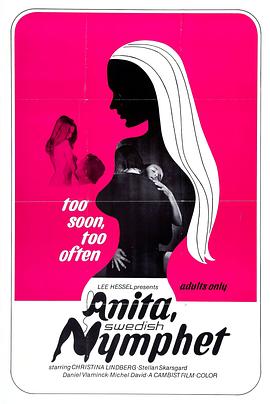 too
soon,
too
often
LEE HESSEL presents
adults only
Anita,
swedish
Nymphet
starring CHRISTINA LINDBERG · Stellan Skarsgard
Daniel Vlaminck · Michel David · A CAMBIST FILM · COLOR